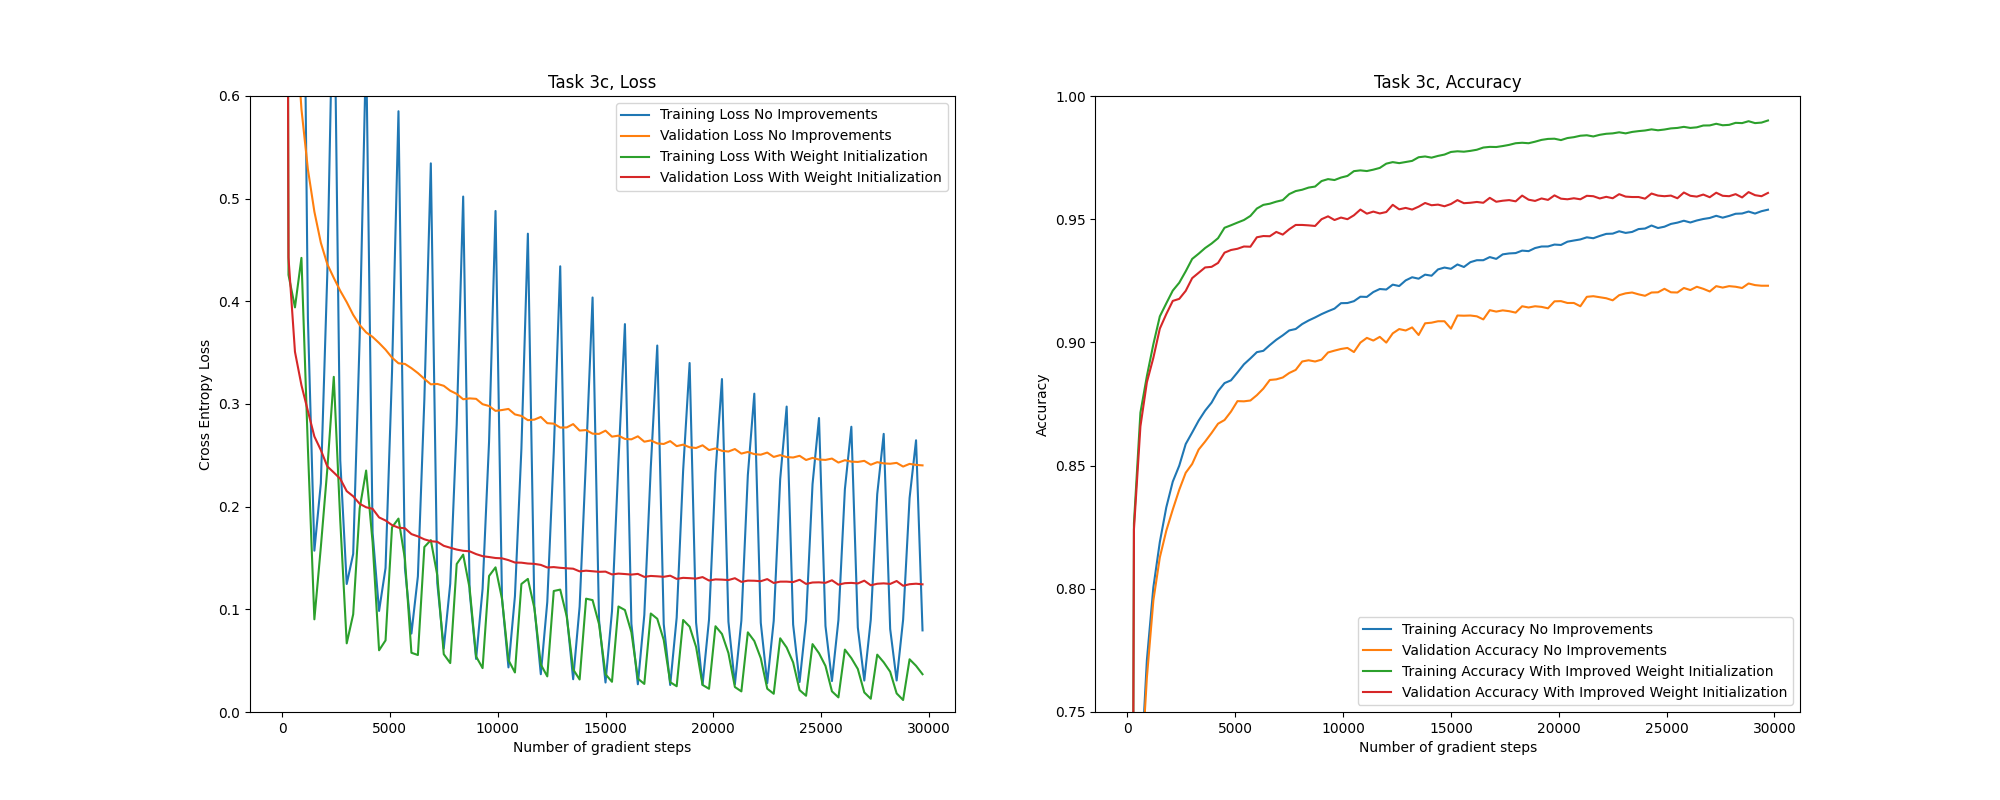 Task 3c, Loss
Cross Entropy Loss
0.6
0.5
0.4
0.3
0.2
0.1
0.0
Training Loss No Improvements
Validation Loss No Improvements
Training Loss With Weight Initialization
Validation Loss With Weight Initialization
0 5000 10000 15000 20000 25000 30000
Number of gradient steps
Task 3c, Accuracy
Accuracy
1.00
0.95
0.90
0.85
0.80
0.75
Training Accuracy No Improvements
Validation Accuracy No Improvements
Training Accuracy With Improved Weight Initialization
Validation Accuracy With Improved Weight Initialization
0 5000 10000 15000 20000 25000 30000
Number of gradient steps